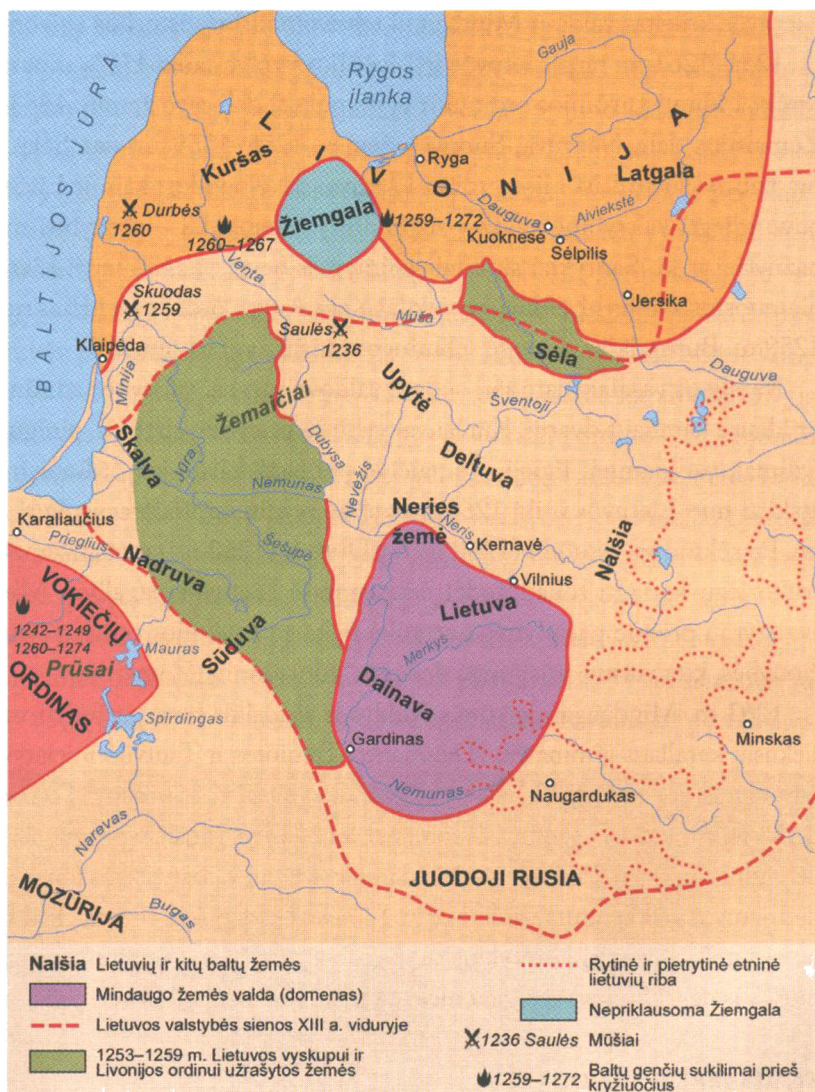 BALTIJOS JŪRA
Rygos
įlanka
Gauja
LIVONIJA
Kuršas
Ryga
Latgala
Žiemgala
Durbės
1260
1260–1267
1259–1272
Dauguva
Aiviekstė
Kuoknesė
Sėlpilis
Venta
Skuodas
1259
Jersika
Mūša
Saulės
1236
Klaipėda
Sėla
Minija
Dauguva
Žemaičiai
Upytė
Šventoji
Skalva
Jūra
Dubysa
Deltuva
Nemunas
Nevėžis
Neries
žemė
Neris
Karaliaučius
Prieglius
Šešupė
Kernavė
Nalšia
Nadruva
Vilnius
VOKIEČIŲ
ORDINAS
1242–1249
1260–1274
Prūsai
Lietuva
Mauras
Sūduva
Merkys
Dainava
Spirdingas
Gardinas
Minskas
Nemunas
Naugardukas
Narevas
JUODOJI RUSIA
MOZŪRIJA
Bugas
Nalšia Lietuvių ir kitų baltų žemės
Mindaugo žemės valda (domenas)
Lietuvos valstybės sienos XIII a. viduryje
1253–1259 m. Lietuvos vyskupui ir
Livonijos ordinui užrašytos žemės
Rytinė ir pietrytinė etninė
lietuvių riba
Nepriklausoma Žiemgala
1236 Saulės Mūšiai
1259–1272 Baltų genčių sukilimai prieš
kryžiuočius